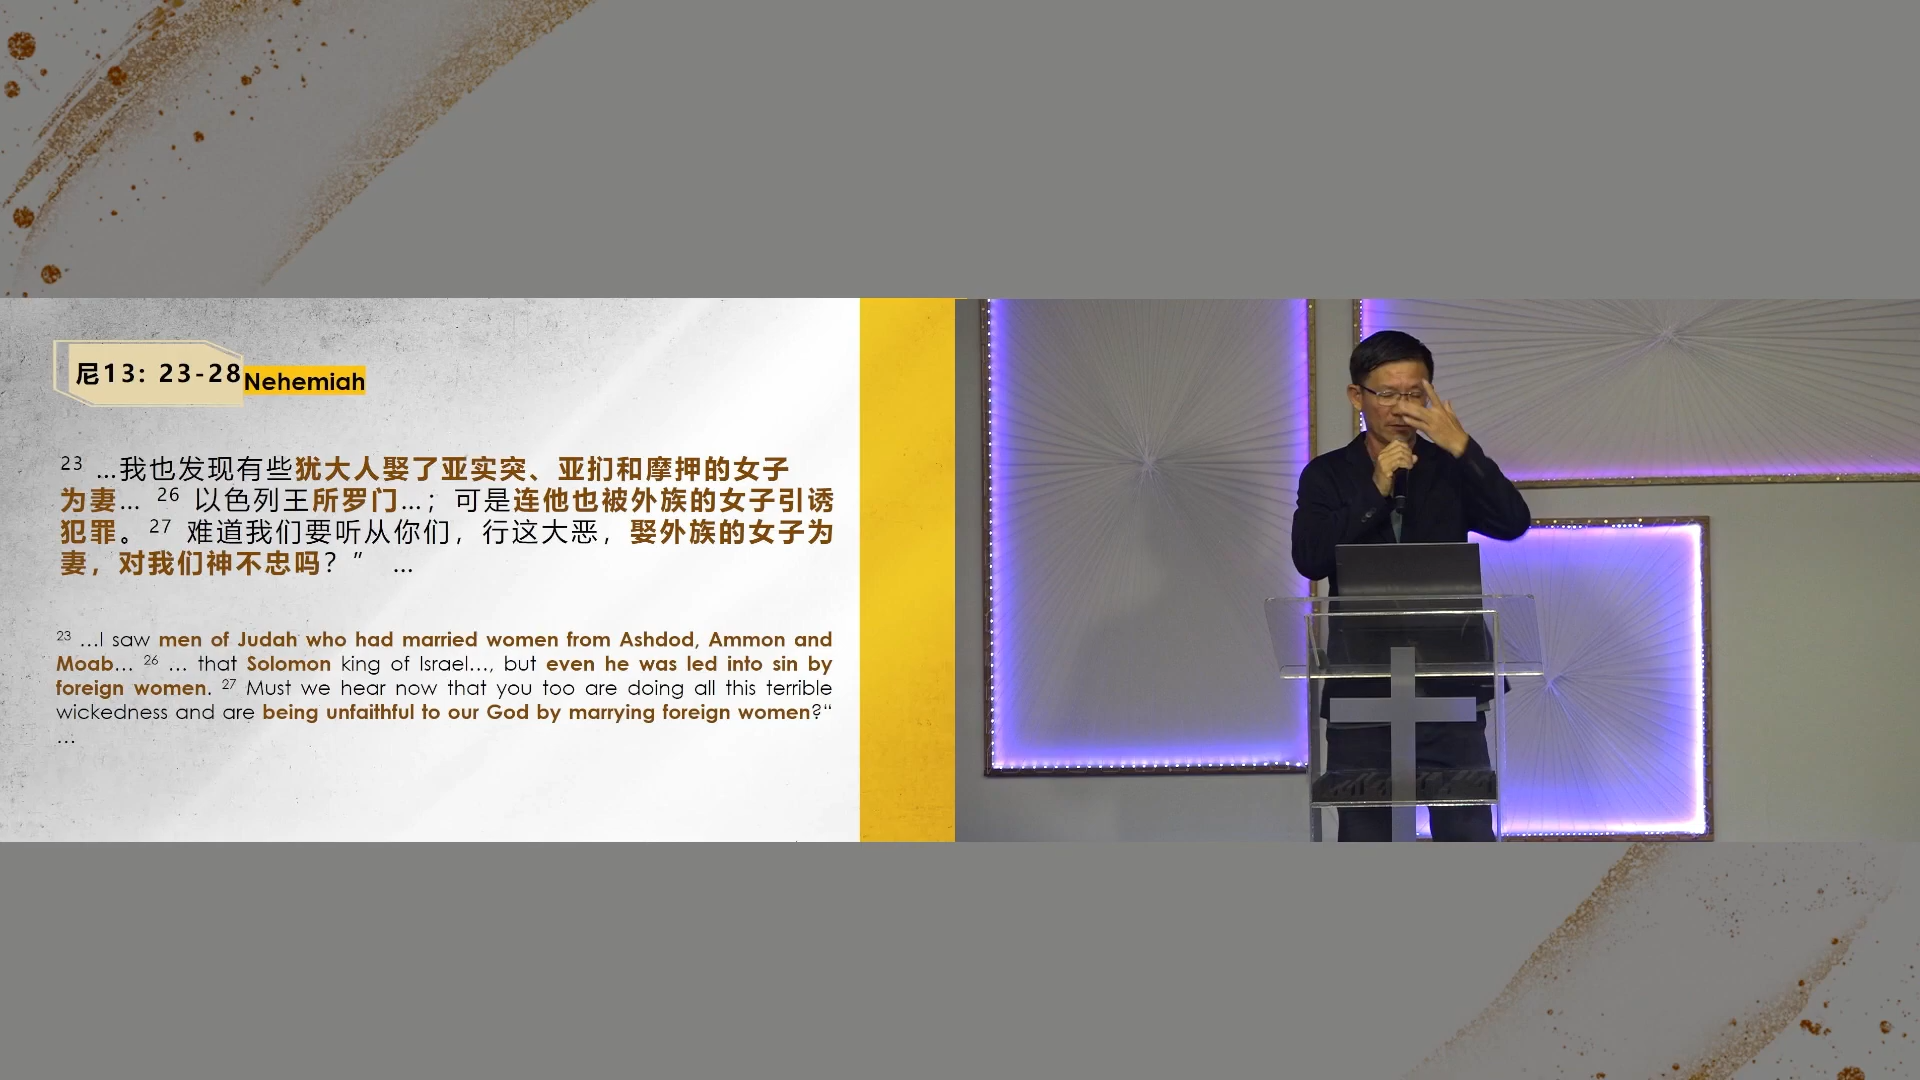 尼13: 23-28 Nehemiah
23 ...我也发现有些犹大人娶了亚实突、亚扪和摩押的女子
为妻... 26 以色列王所罗门...；可是连他也被外族的女子引诱
犯罪。27 难道我们要听从你们，行这大恶，娶外族的女子为
妻，对我们神不忠吗？” ...
23 ...I saw men of Judah who had married women from Ashdod, Ammon and
Moab... 26 ... that Solomon king of Israel..., but even he was led into sin by
foreign women. 27 Must we hear now that you too are doing all this terrible
wickedness and are being unfaithful to our God by marrying foreign women?“
...